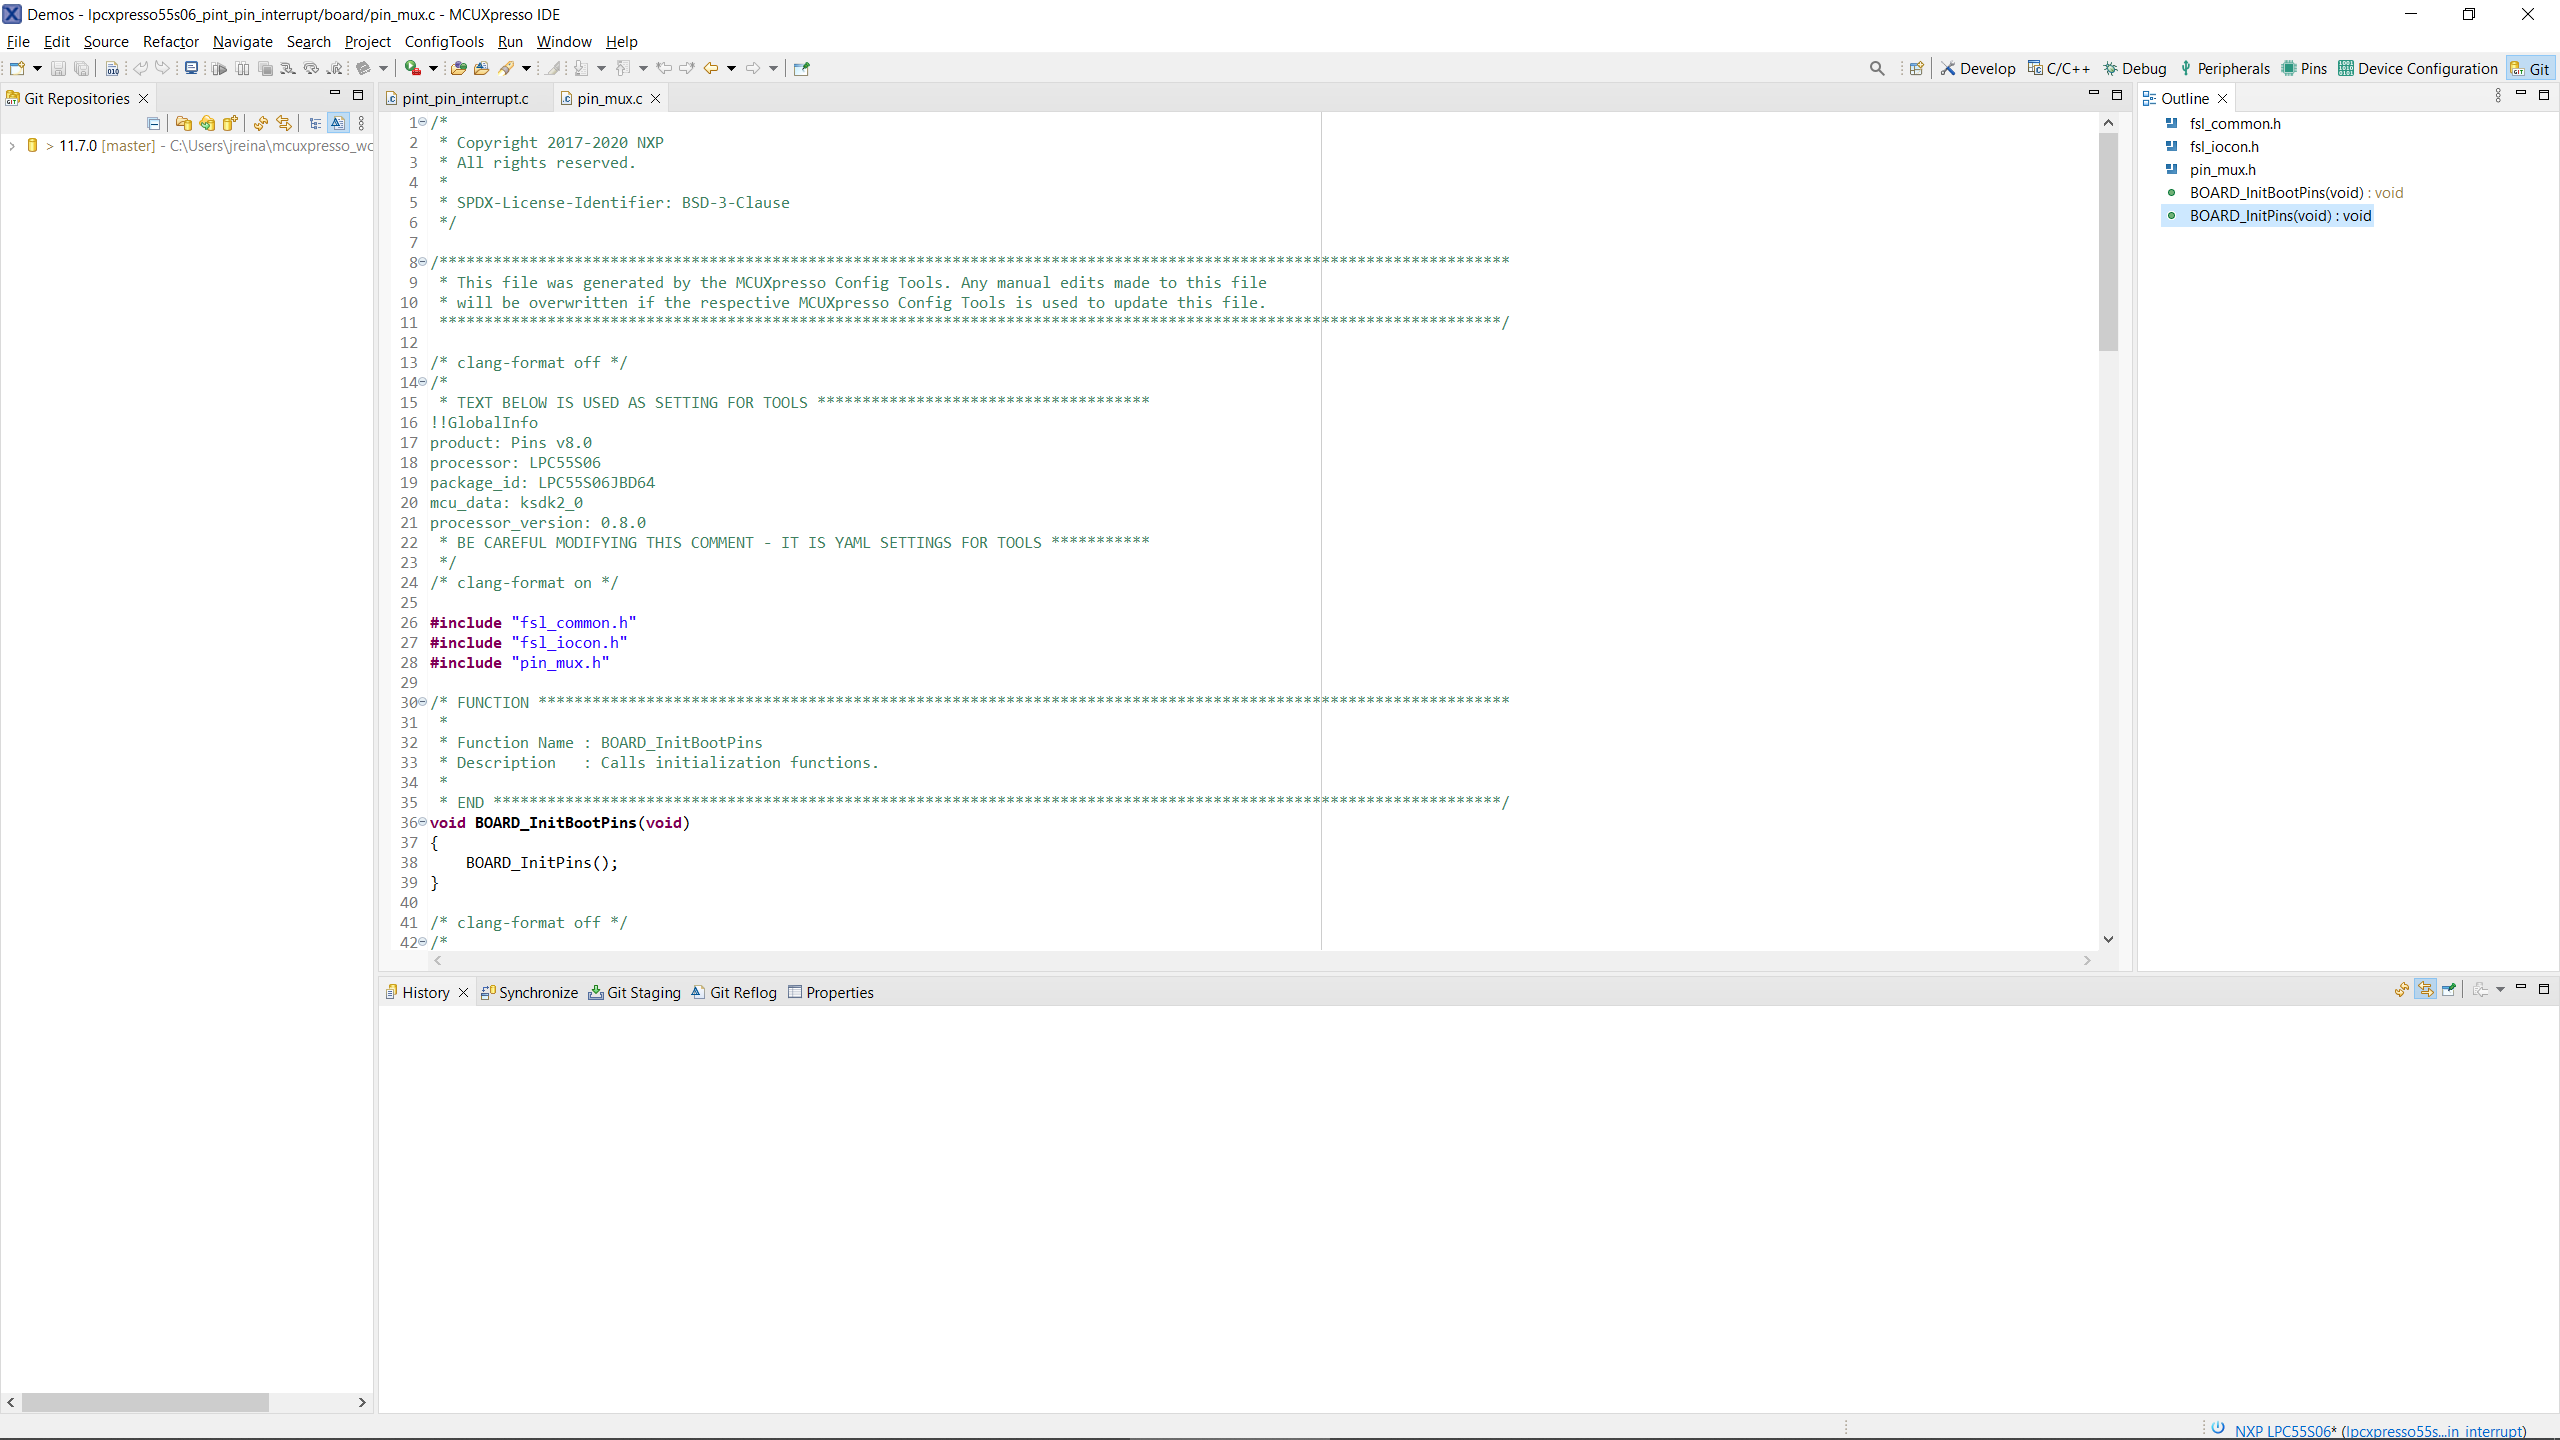 Demos - lpcxpresso55s06_pint_pin_interrupt/board/pin_mux.c - MCUXpresso IDE
File Edit Source Refactor Navigate Search Project ConfigTools Run Window Help
Develop C/C++ Debug Peripherals Pins Device Configuration Git
Git Repositories
11.7.0 [master] - C:\Users\jreina\mcuxpresso_wc
pint_pin_interrupt.c pin_mux.c
1 /*
2  * Copyright 2017-2020 NXP
3  * All rights reserved.
4  *
5  * SPDX-License-Identifier: BSD-3-Clause
6  */
7
8 /***********************************************************************************************************************
9  * This file was generated by the MCUXpresso Config Tools. Any manual edits made to this file
10  * will be overwritten if the respective MCUXpresso Config Tools is used to update this file.
11  **********************************************************************************************************************/
12
13 /* clang-format off */
14 /*
15  * TEXT BELOW IS USED AS SETTING FOR TOOLS *************************************
16 !!GlobalInfo
17 product: Pins v8.0
18 processor: LPC55S06
19 package_id: LPC55S06JBD64
20 mcu_data: ksdk2_0
21 processor_version: 0.8.0
22  * BE CAREFUL MODIFYING THIS COMMENT - IT IS YAML SETTINGS FOR TOOLS ***********
23  */
24 /* clang-format on */
25
26 #include "fsl_common.h"
27 #include "fsl_iocon.h"
28 #include "pin_mux.h"
29
30 /* FUNCTION ************************************************************************************************************
31  *
32  * Function Name : BOARD_InitBootPins
33  * Description   : Calls initialization functions.
34  *
35  * END ****************************************************************************************************************/
36 void BOARD_InitBootPins(void)
37 {
38     BOARD_InitPins();
39 }
40
41 /* clang-format off */
42 /*
Outline
fsl_common.h
fsl_iocon.h
pin_mux.h
BOARD_InitBootPins(void) : void
BOARD_InitPins(void) : void
History Synchronize Git Staging Git Reflog Properties
NXP LPC55S06* (lpcxpresso55s...in_interrupt)